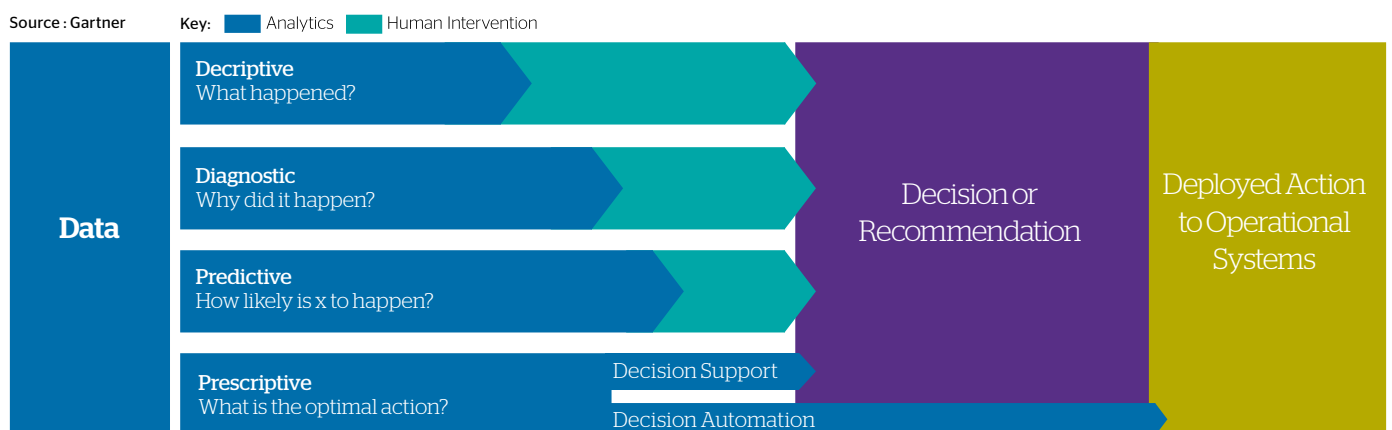 Source : Gartner
Key: Analytics Human Intervention
Data
Decriptive
What happened?
Diagnostic
Why did it happen?
Predictive
How likely is x to happen?
Prescriptive
What is the optimal action?
Decision Support
Decision Automation
Decision or
Recommendation
Deployed Action
to Operational
Systems